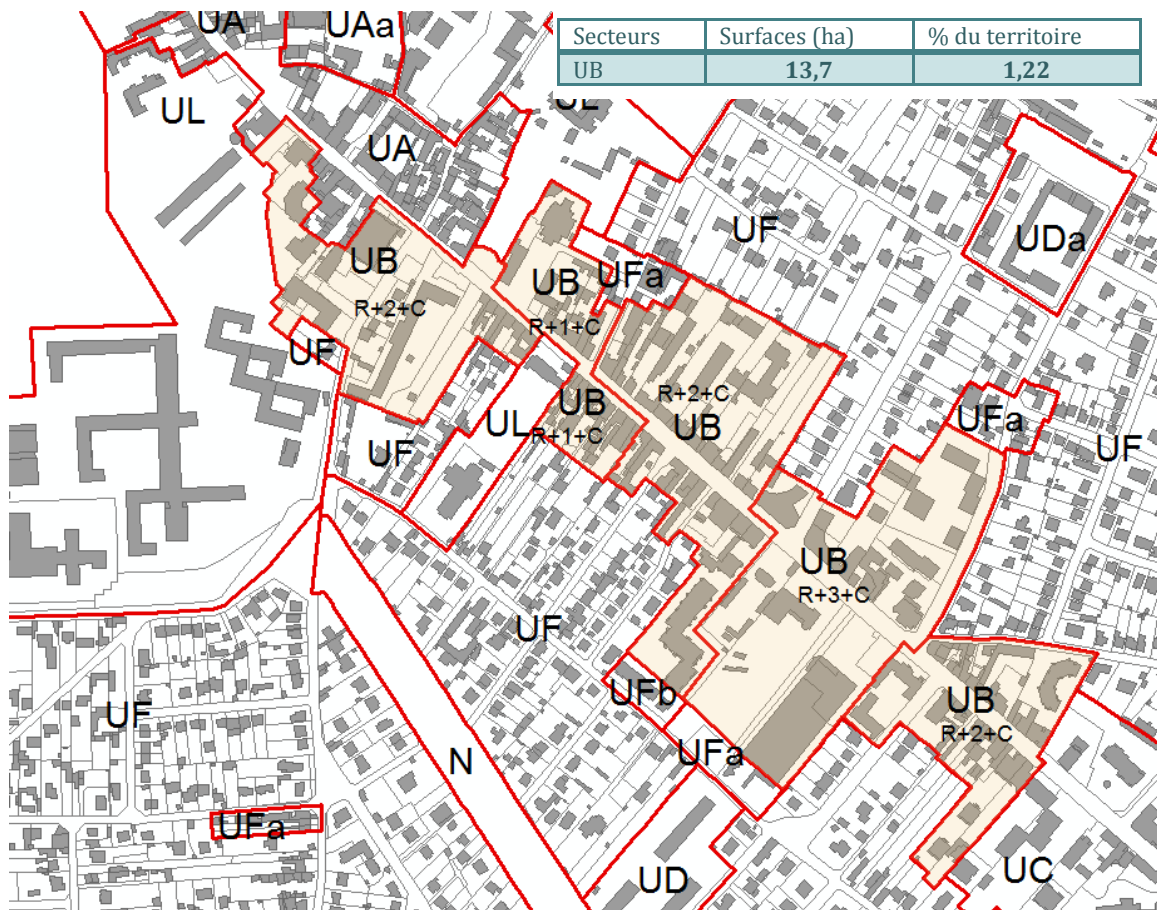 Secteurs Surfaces (ha) % du territoire
UB 13,7 1,22
UA
UAa
UL
UL
UA
UF
UDa
UB
R+2+C
UB
R+1+C
UFa
UF
R+2+C
UB
UB
R+1+C
UL
UF
UFa
UF
UB
R+3+C
UF
UFb
UB
R+2+C
UF
N
UFa
UFa
UD
UC